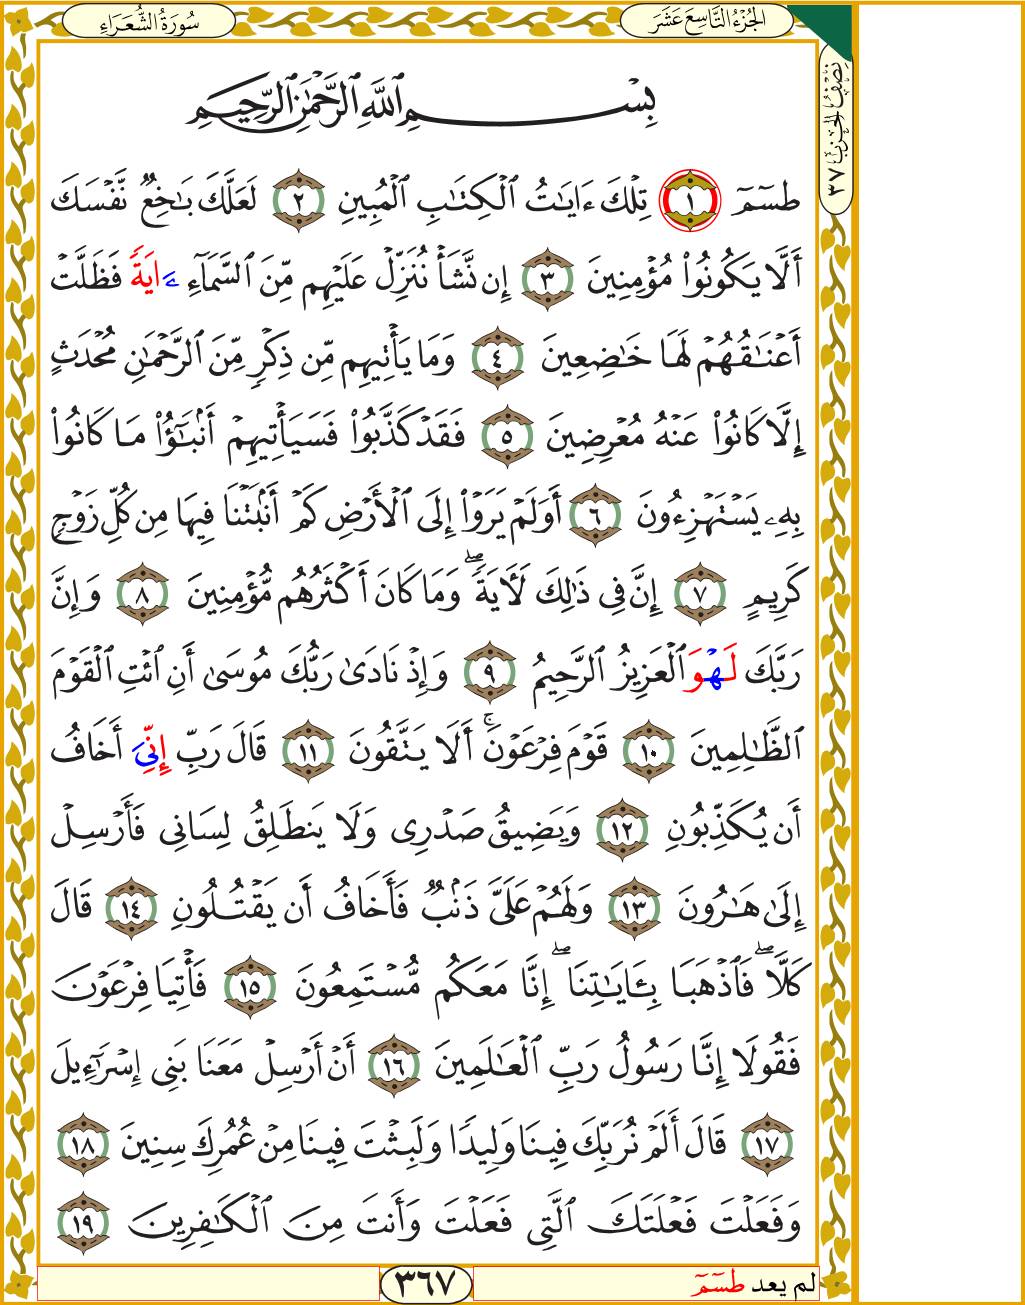 سُورَةُ الشُّعَرَاءِ
الجُزْءُ التَّاسِعَ عَشَرَ
نِصْفُ الحِزْبِ ٣٧
بِسْمِ ٱللَّهِ ٱلرَّحْمَٰنِ ٱلرَّحِيمِ
طسٓمٓ ١ تِلْكَ ءَايَٰتُ ٱلْكِتَٰبِ ٱلْمُبِينِ ٢ لَعَلَّكَ بَٰخِعٌ نَّفْسَكَ
أَلَّا يَكُونُوا۟ مُؤْمِنِينَ ٣ إِن نَّشَأْ نُنَزِّلْ عَلَيْهِم مِّنَ ٱلسَّمَآءِ ءَايَةً فَظَلَّتْ
أَعْنَٰقُهُمْ لَهَا خَٰضِعِينَ ٤ وَمَا يَأْتِيهِم مِّن ذِكْرٍ مِّنَ ٱلرَّحْمَٰنِ مُحْدَثٍ
إِلَّا كَانُوا۟ عَنْهُ مُعْرِضِينَ ٥ فَقَدْ كَذَّبُوا۟ فَسَيَأْتِيهِمْ أَنۢبَٰٓؤُا۟ مَا كَانُوا۟
بِهِۦ يَسْتَهْزِءُونَ ٦ أَوَلَمْ يَرَوْا۟ إِلَى ٱلْأَرْضِ كَمْ أَنۢبَتْنَا فِيهَا مِن كُلِّ زَوْجٍ
كَرِيمٍ ٧ إِنَّ فِى ذَٰلِكَ لَـَٔايَةً ۖ وَمَا كَانَ أَكْثَرُهُم مُّؤْمِنِينَ ٨ وَإِنَّ
رَبَّكَ لَهْوَ ٱلْعَزِيزُ ٱلرَّحِيمُ ٩ وَإِذْ نَادَىٰ رَبُّكَ مُوسَىٰٓ أَنِ ٱئْتِ ٱلْقَوْمَ
ٱلظَّٰلِمِينَ ١٠ قَوْمَ فِرْعَوْنَ ۚ أَلَا يَتَّقُونَ ١١ قَالَ رَبِّ إِنِّىَ أَخَافُ
أَن يُكَذِّبُونِ ١٢ وَيَضِيقُ صَدْرِى وَلَا يَنطَلِقُ لِسَانِى فَأَرْسِلْ
إِلَىٰ هَٰرُونَ ١٣ وَلَهُمْ عَلَىَّ ذَنۢبٌ فَأَخَافُ أَن يَقْتُلُونِ ١٤ قَالَ
كَلَّا ۖ فَٱذْهَبَا بِـَٔايَٰتِنَآ ۖ إِنَّا مَعَكُم مُّسْتَمِعُونَ ١٥ فَأْتِيَا فِرْعَوْنَ
فَقُولَآ إِنَّا رَسُولُ رَبِّ ٱلْعَٰلَمِينَ ١٦ أَنْ أَرْسِلْ مَعَنَا بَنِىٓ إِسْرَٰٓءِيلَ
١٧ قَالَ أَلَمْ نُرَبِّكَ فِينَا وَلِيدًا وَلَبِثْتَ فِينَا مِنْ عُمُرِكَ سِنِينَ ١٨
وَفَعَلْتَ فَعْلَتَكَ ٱلَّتِى فَعَلْتَ وَأَنتَ مِنَ ٱلْكَٰفِرِينَ ١٩
لم يعد طسٓمٓ
٣٦٧